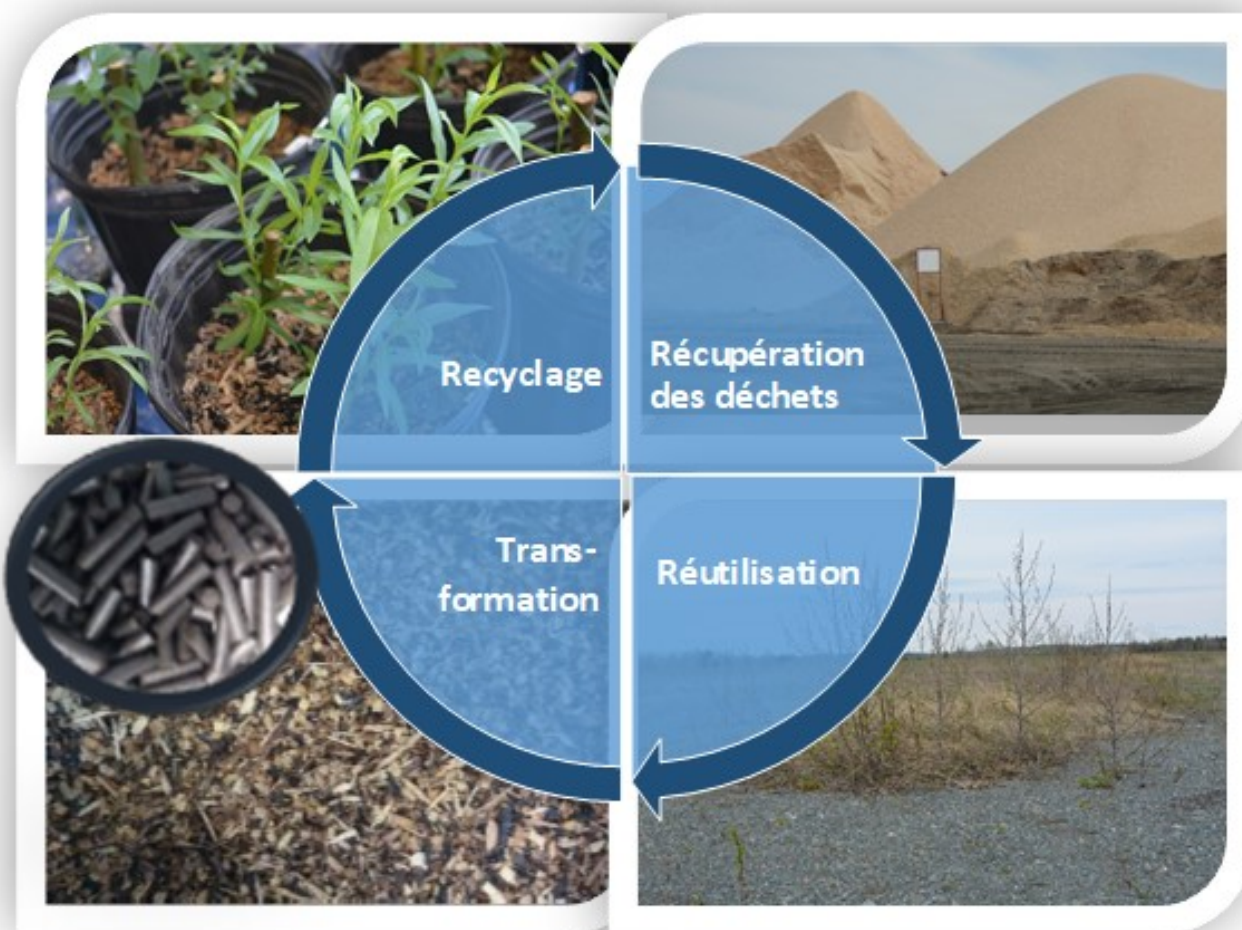 Recyclage
Récupération
des déchets
Trans-
formation
Réutilisation